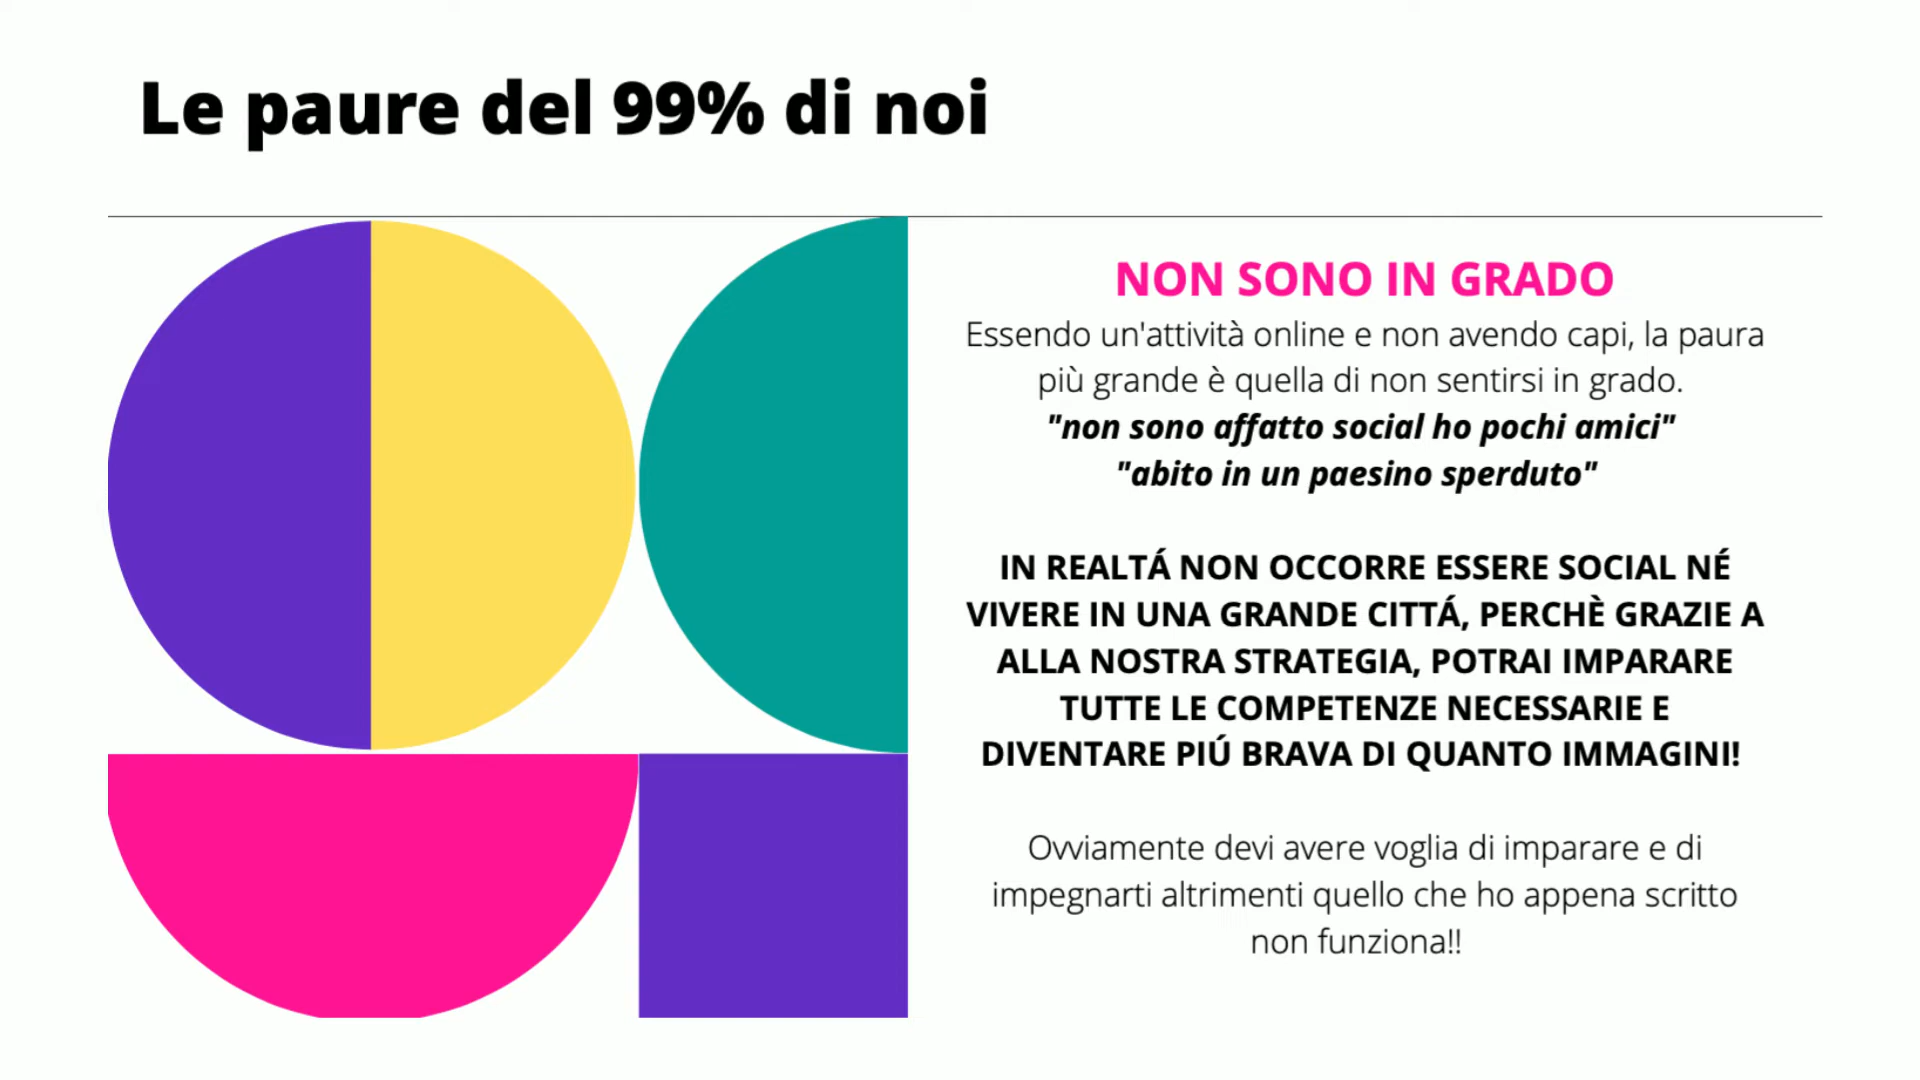 Le paure del 99% di noi
NON SONO IN GRADO
Essendo un'attività online e non avendo capi, la paura
più grande è quella di non sentirsi in grado.
"non sono affatto social ho pochi amici"
"abito in un paesino sperduto"
IN REALTÁ NON OCCORRE ESSERE SOCIAL NÉ
VIVERE IN UNA GRANDE CITTÁ, PERCHÈ GRAZIE A
ALLA NOSTRA STRATEGIA, POTRAI IMPARARE
TUTTE LE COMPETENZE NECESSARIE E
DIVENTARE PIÚ BRAVA DI QUANTO IMMAGINI!
Ovviamente devi avere voglia di imparare e di
impegnarti altrimenti quello che ho appena scritto
non funziona!!